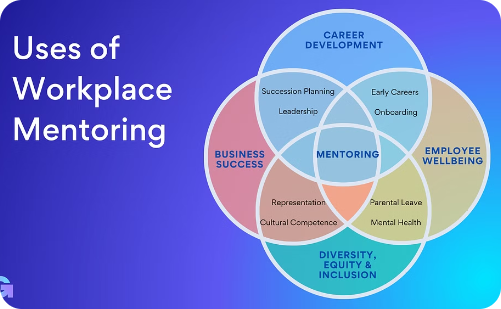 Uses of
Workplace
Mentoring
CAREER
DEVELOPMENT
Succession Planning
Leadership
Early Careers
Onboarding
BUSINESS
SUCCESS
MENTORING
EMPLOYEE
WELLBEING
Representation
Cultural Competence
Parental Leave
Mental Health
DIVERSITY,
EQUITY &
INCLUSION